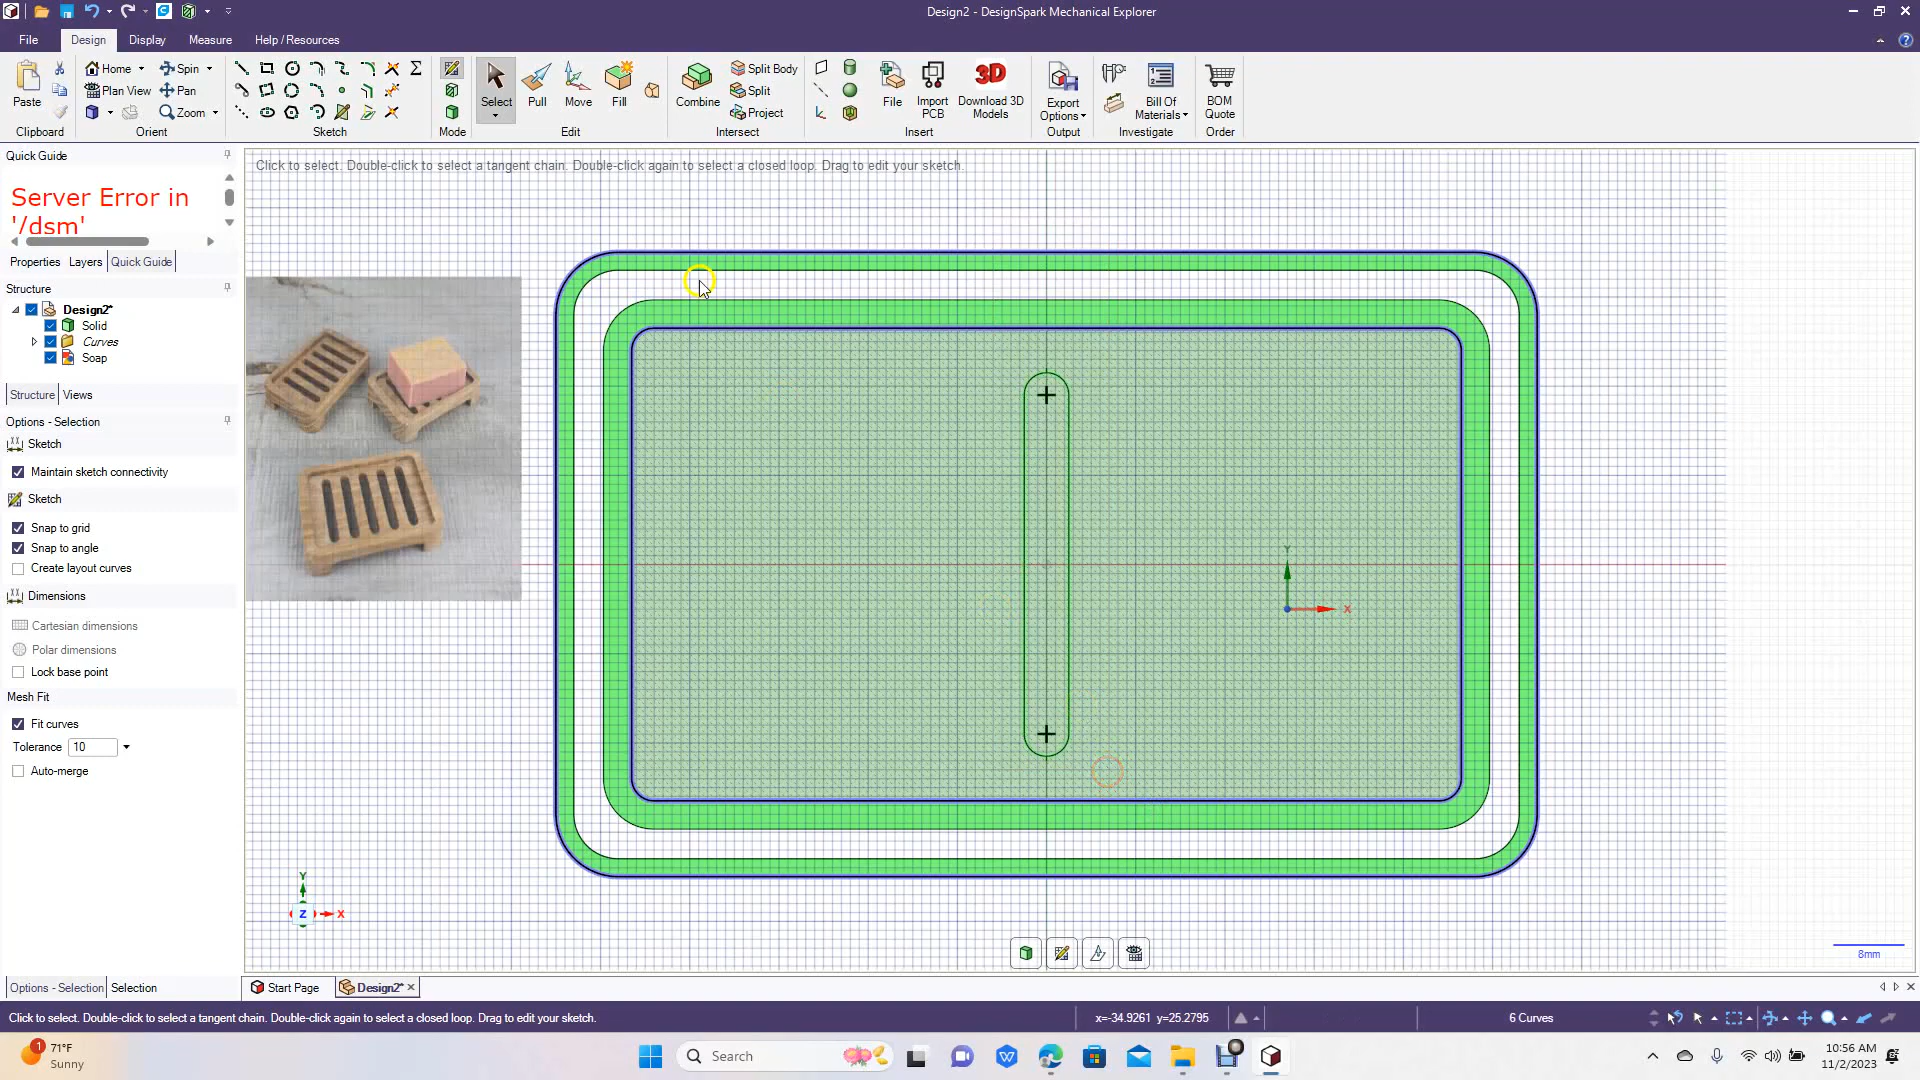 Design2 - DesignSpark Mechanical Explorer
File Design Display Measure Help / Resources
Paste
Home
Plan View
Spin
Pan
Zoom
Select Pull Move Fill
Combine
Split Body
Split
Project
File
Import PCB
Download 3D Models
Export Options
Bill Of Materials
BOM Quote
Clipboard Orient Sketch Mode Edit Intersect Insert Output Investigate Order
Quick Guide
Server Error in
'/dsm'
Properties Layers Quick Guide
Structure
Design2*
Solid
Curves
Soap
Structure Views
Options - Selection
Sketch
Maintain sketch connectivity
Sketch
Snap to grid
Snap to angle
Create layout curves
Dimensions
Cartesian dimensions
Polar dimensions
Lock base point
Mesh Fit
Fit curves
Tolerance 10
Auto-merge
Click to select. Double-click to select a tangent chain. Double-click again to select a closed loop. Drag to edit your sketch.
Y
X
Y
Z X
8mm
Options - Selection Selection
Start Page Design2*
Click to select. Double-click to select a tangent chain. Double-click again to select a closed loop. Drag to edit your sketch.
x=-34.9261 y=25.2795
6 Curves
1
71°F
Sunny
Search
10:56 AM
11/2/2023